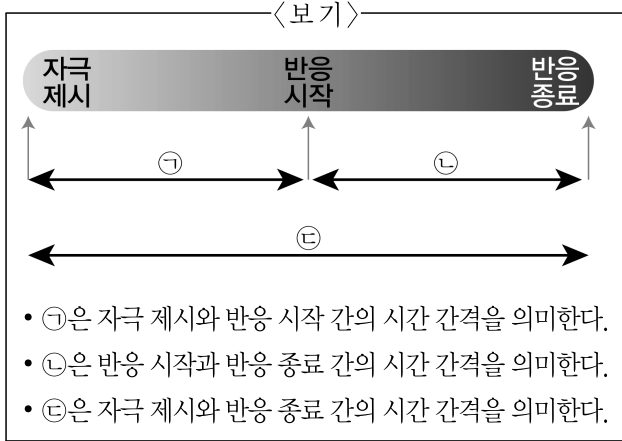 〈보 기〉
자극 제시
반응 시작
반응 종료
㉠
㉡
㉢
• ㉠은 자극 제시와 반응 시작 간의 시간 간격을 의미한다.
• ㉡은 반응 시작과 반응 종료 간의 시간 간격을 의미한다.
• ㉢은 자극 제시와 반응 종료 간의 시간 간격을 의미한다.